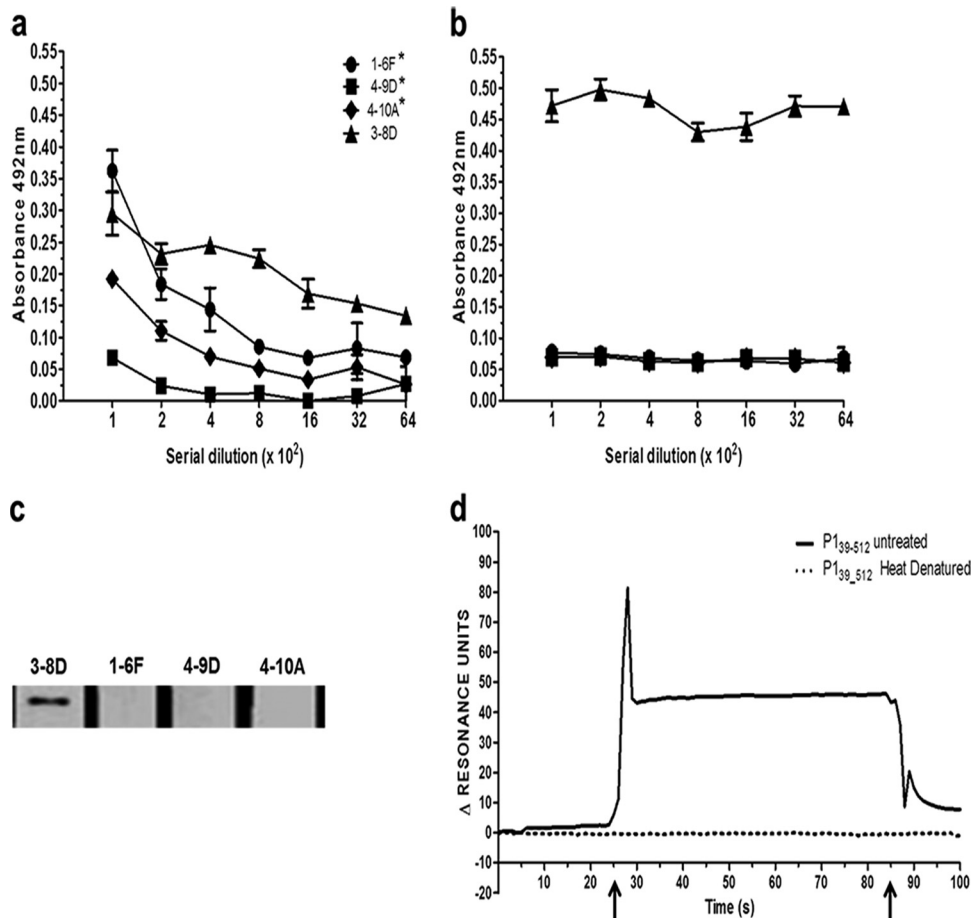 a
0.55
0.50
0.45
0.40
0.35
0.30
0.25
0.20
0.15
0.10
0.05
0.00
Absorbance 492nm
1-6F*
4-9D*
4-10A*
3-8D
1 2 4 8 16 32 64
Serial dilution (x 10²)
b
0.55
0.50
0.45
0.40
0.35
0.30
0.25
0.20
0.15
0.10
0.05
0.00
Absorbance 492nm
1 2 4 8 16 32 64
Serial dilution (x 10²)
c
3-8D 1-6F 4-9D 4-10A
d
100
90
80
70
60
50
40
30
20
10
0
-10
-20
Δ RESONANCE UNITS
P1₃₉₋₅₁₂ untreated
P1₃₉_₅₁₂ Heat Denatured
10 20 30 40 50 60 70 80 90 100
Time (s)